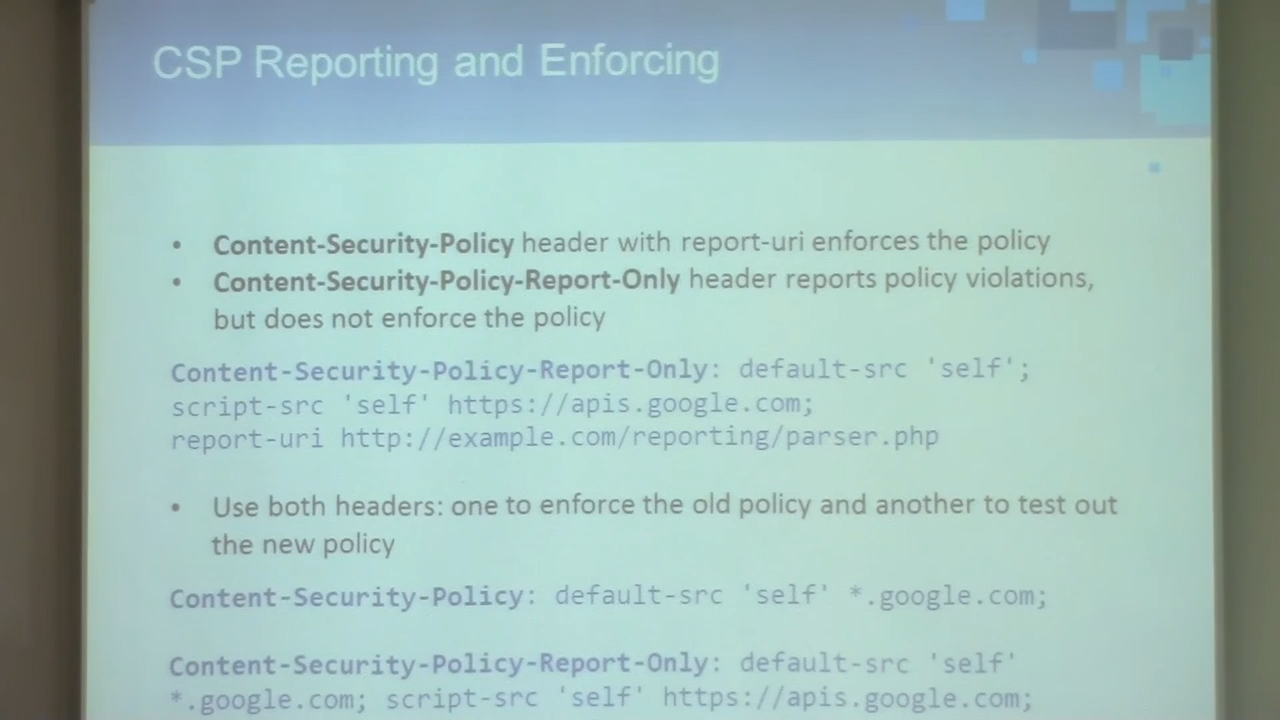 CSP Reporting and Enforcing
• Content-Security-Policy header with report-uri enforces the policy
• Content-Security-Policy-Report-Only header reports policy violations,
but does not enforce the policy
Content-Security-Policy-Report-Only: default-src 'self';
script-src 'self' https://apis.google.com;
report-uri http://example.com/reporting/parser.php
• Use both headers: one to enforce the old policy and another to test out
the new policy
Content-Security-Policy: default-src 'self' *.google.com;
Content-Security-Policy-Report-Only: default-src 'self'
*.google.com; script-src 'self' https://apis.google.com;